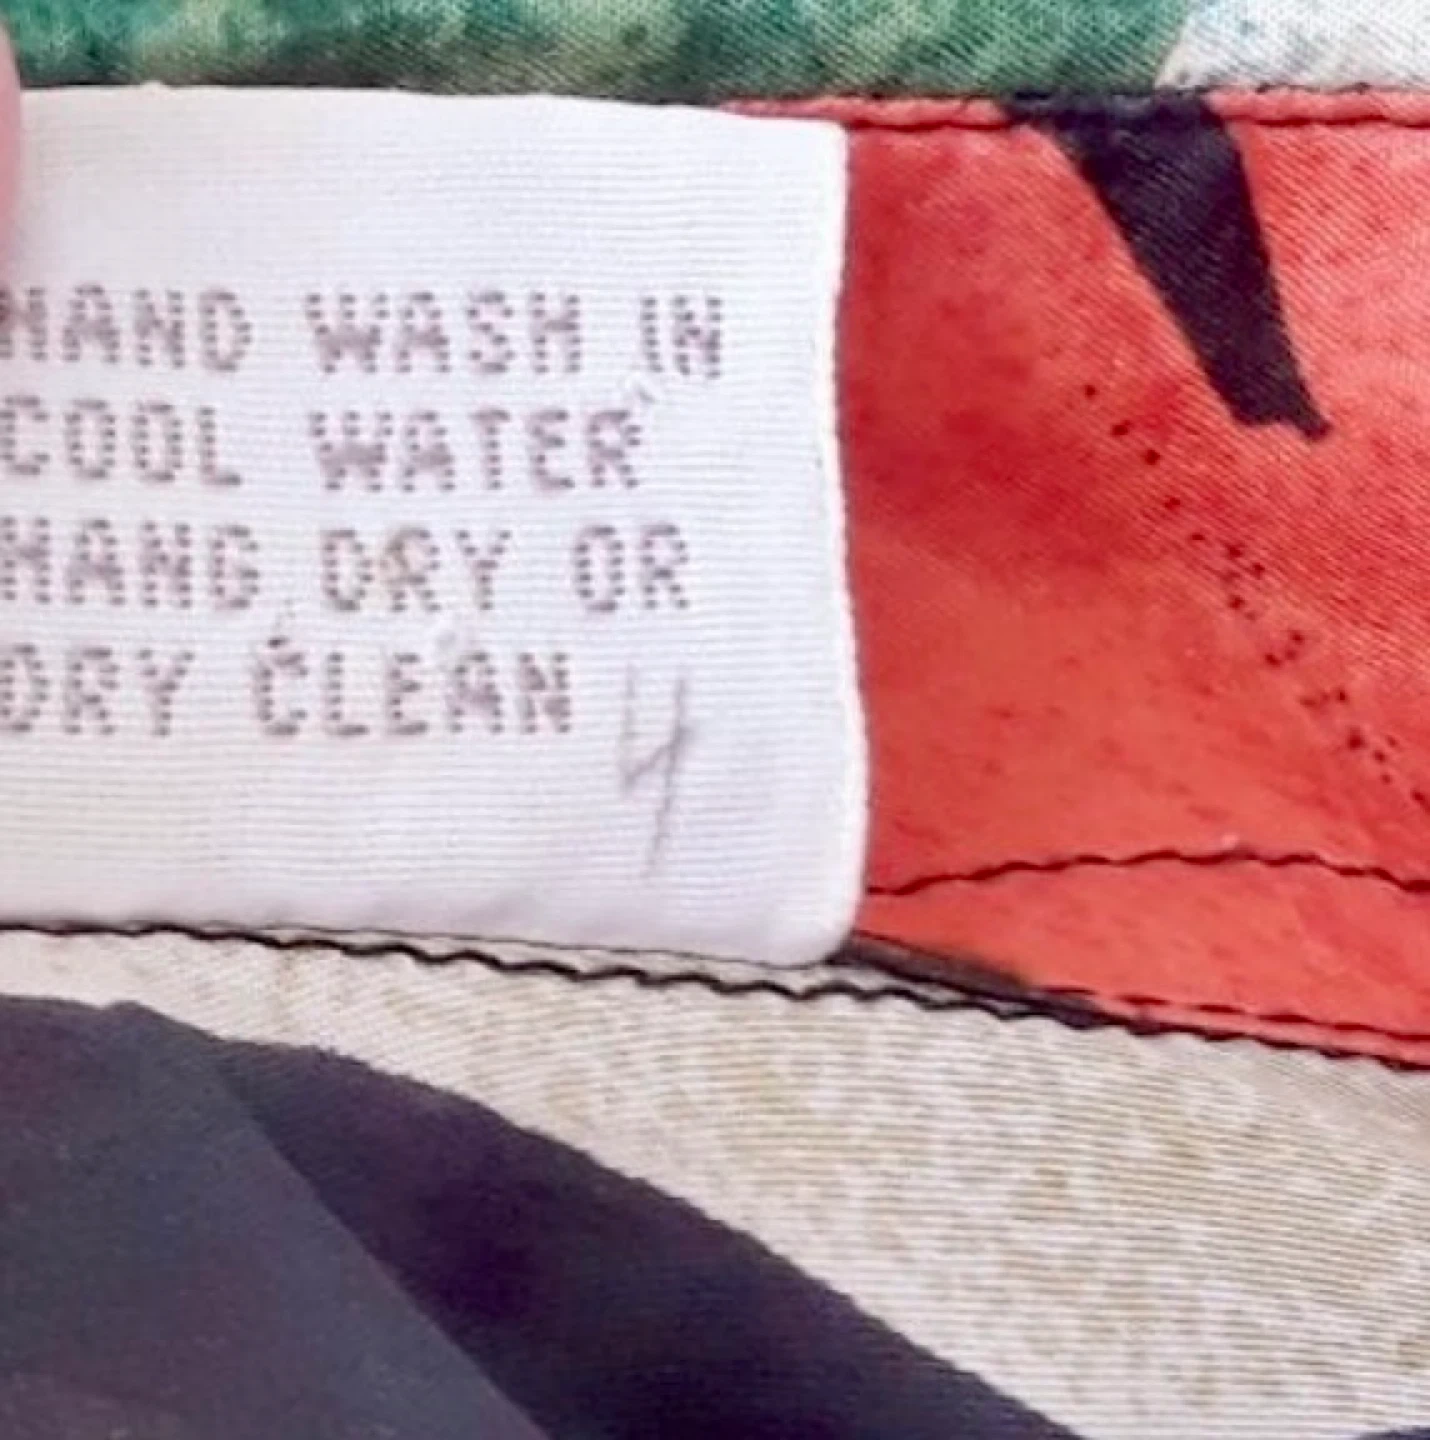 HAND WASH IN
COOL WATER
HANG DRY OR
DRY CLEAN
4